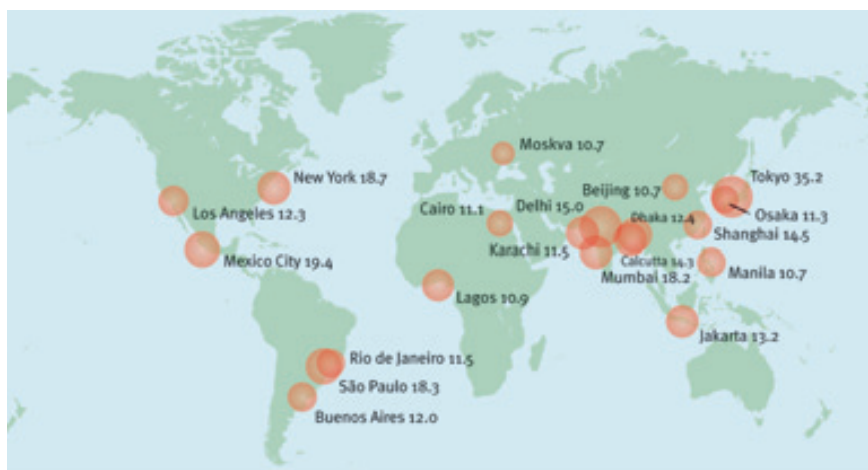 Moskva 10.7
New York 18.7
Tokyo 35.2
Beijing 10.7
Los Angeles 12.3
Cairo 11.1
Delhi 15.0
Dhaka 12.4
Osaka 11.3
Shanghai 14.5
Karachi 11.5
Mexico City 19.4
Calcutta 14.3
Mumbai 18.2
Manila 10.7
Lagos 10.9
Jakarta 13.2
Rio de Janeiro 11.5
São Paulo 18.3
Buenos Aires 12.0